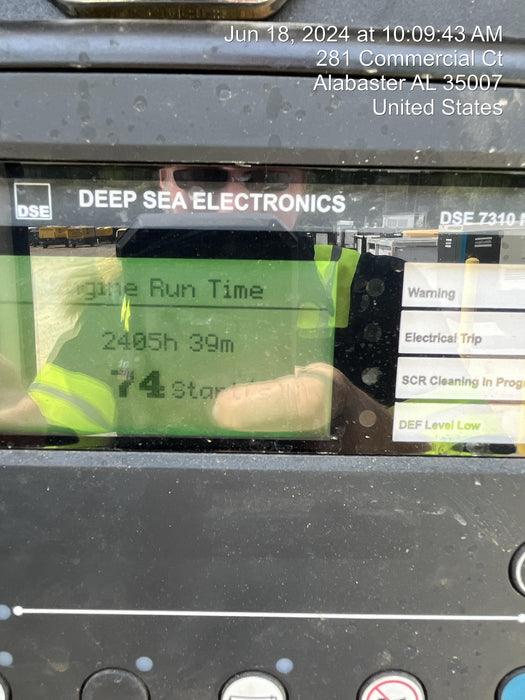 Jun 18, 2024 at 10:09:43 AM
281 Commercial Ct
Alabaster AL 35007
United States
DSE
DEEP SEA ELECTRONICS
DSE 7310
Engine Run Time
2405h 39m
74
Warning
Electrical Trip
SCR Cleaning In Prog
DEF Level Low